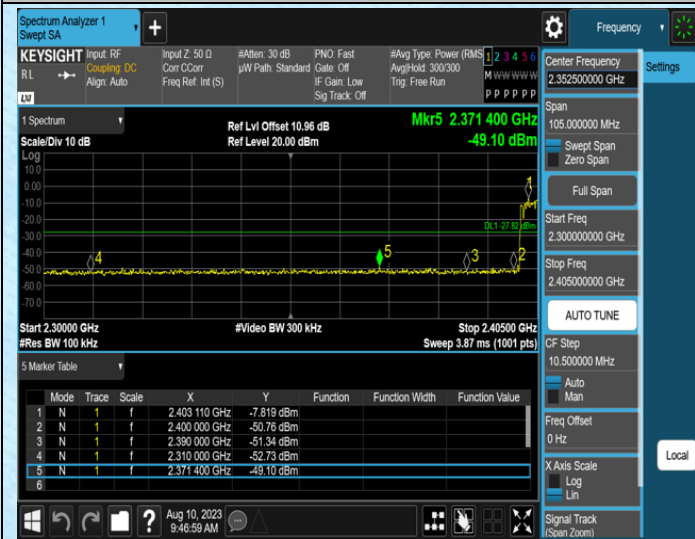 Spectrum Analyzer 1
Swept SA
Frequency
KEYSIGHT
RL
LXI
Input: RF
Coupling: DC
Align: Auto
Input Z: 50 Ω
Corr CCorr
Freq Ref: Int (S)
#Atten: 30 dB
µW Path: Standard
PNO: Fast
Gate: Off
IF Gain: Low
Sig Track: Off
#Avg Type: Power (RMS)
Avg|Hold: 300/300
Trig: Free Run
1 2 3 4 5 6
M W W W W W
P P P P P P
1 Spectrum
Scale/Div 10 dB
Ref Lvl Offset 10.96 dB
Ref Level 20.00 dBm
Mkr5 2.371 400 GHz
-49.10 dBm
Log
10.0
0.00
-10.0
-20.0
-30.0
-40.0
-50.0
-60.0
-70.0
DL1 -27.82 dBm
1
2
3
4
5
Start 2.30000 GHz
#Res BW 100 kHz
#Video BW 300 kHz
Stop 2.40500 GHz
Sweep 3.87 ms (1001 pts)
5 Marker Table
Mode Trace Scale X Y Function Function Width Function Value
1 N 1 f 2.403 110 GHz -7.819 dBm
2 N 1 f 2.400 000 GHz -50.76 dBm
3 N 1 f 2.390 000 GHz -51.34 dBm
4 N 1 f 2.310 000 GHz -52.73 dBm
5 N 1 f 2.371 400 GHz -49.10 dBm
6
?
Aug 10, 2023
9:46:59 AM
Center Frequency
2.352500000 GHz
Span
105.000000 MHz
Swept Span
Zero Span
Full Span
Start Freq
2.300000000 GHz
Stop Freq
2.405000000 GHz
AUTO TUNE
CF Step
10.500000 MHz
Auto
Man
Freq Offset
0 Hz
X Axis Scale
Log
Lin
Signal Track
(Span Zoom)
Settings
Local